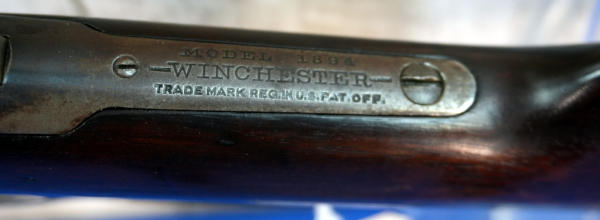 MODEL 1894
-WINCHESTER-
TRADE MARK REG.IN U.S.PAT.OFF.